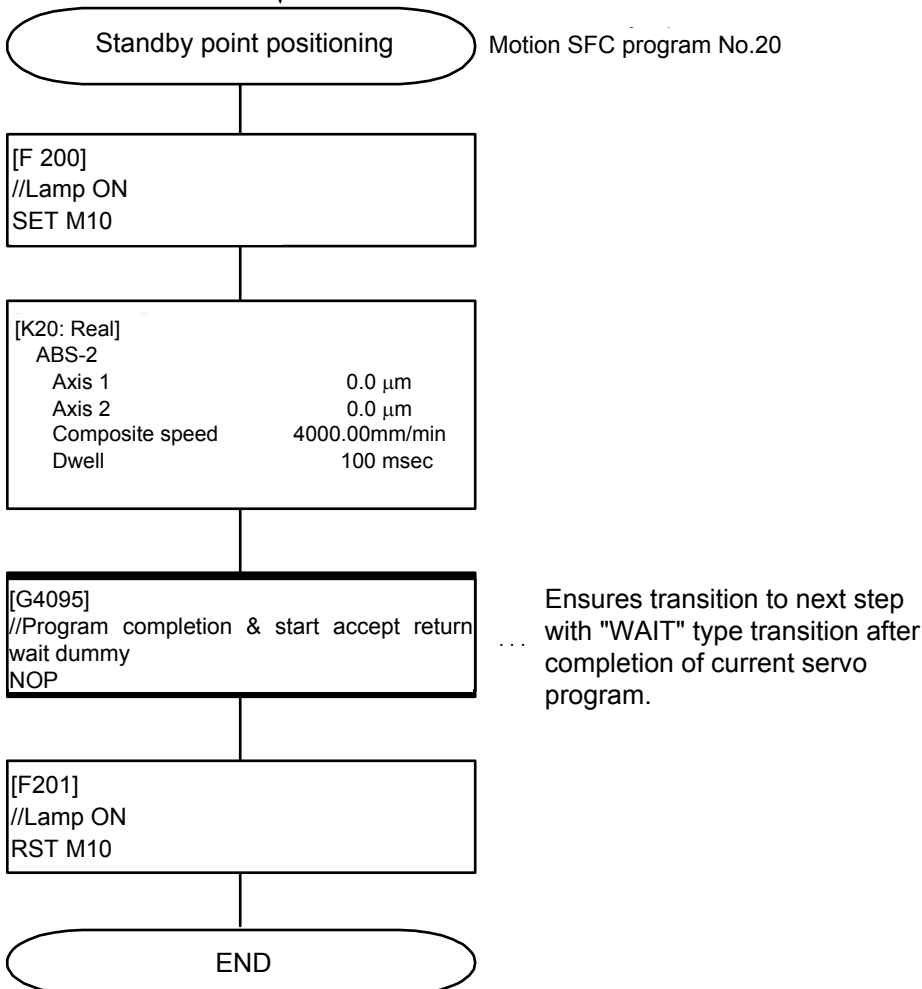 Standby point positioning
Motion SFC program No.20
[F 200]
//Lamp ON
SET M10
[K20: Real]
ABS-2
Axis 1 0.0 μm
Axis 2 0.0 μm
Composite speed 4000.00mm/min
Dwell 100 msec
[G4095]
//Program completion & start accept return
wait dummy
NOP
... Ensures transition to next step
with "WAIT" type transition after
completion of current servo
program.
[F201]
//Lamp ON
RST M10
END